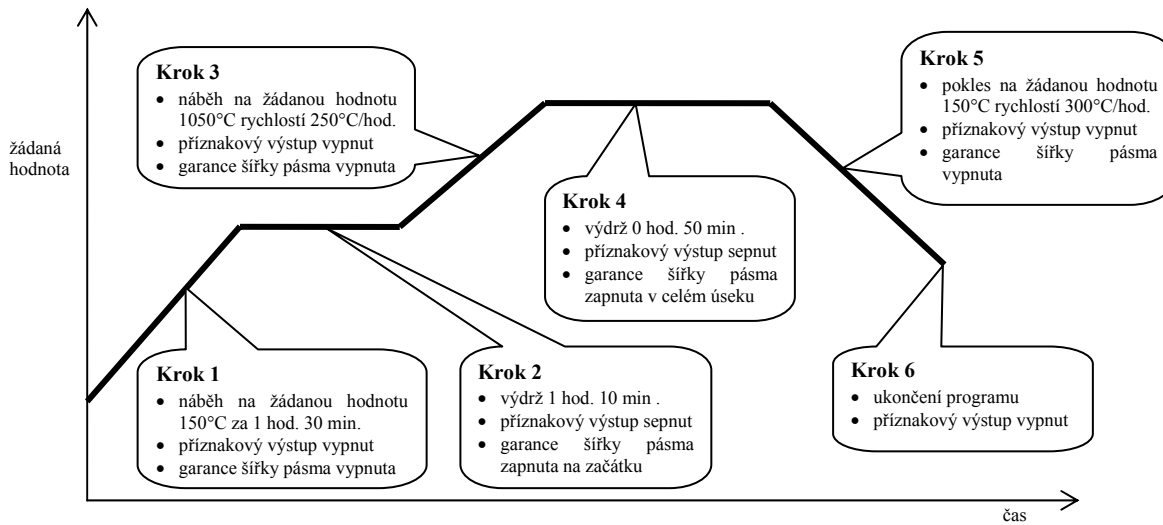 žádaná
hodnota
Krok 3
• náběh na žádanou hodnotu
1050°C rychlostí 250°C/hod.
• příznakový výstup vypnut
• garance šířky pásma vypnuta
Krok 5
• pokles na žádanou hodnotu
150°C rychlostí 300°C/hod.
• příznakový výstup vypnut
• garance šířky pásma
vypnuta
Krok 4
• výdrž 0 hod. 50 min .
• příznakový výstup sepnut
• garance šířky pásma
zapnuta v celém úseku
Krok 1
• náběh na žádanou hodnotu
150°C za 1 hod. 30 min.
• příznakový výstup vypnut
• garance šířky pásma vypnuta
Krok 2
• výdrž 1 hod. 10 min .
• příznakový výstup sepnut
• garance šířky pásma
zapnuta na začátku
Krok 6
• ukončení programu
• příznakový výstup vypnut
čas